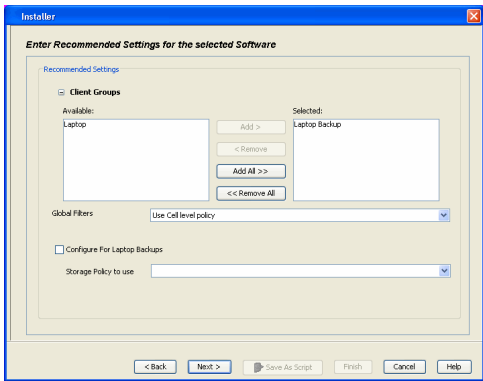 Installer
Enter Recommended Settings for the selected Software
Recommended Settings
Client Groups
Available:
Selected:
Laptop
Laptop Backup
Add >
< Remove
Add All >>
<< Remove All
Global Filters
Use Cell level policy
Configure For Laptop Backups
Storage Policy to use
< Back
Next >
Save As Script
Finish
Cancel
Help